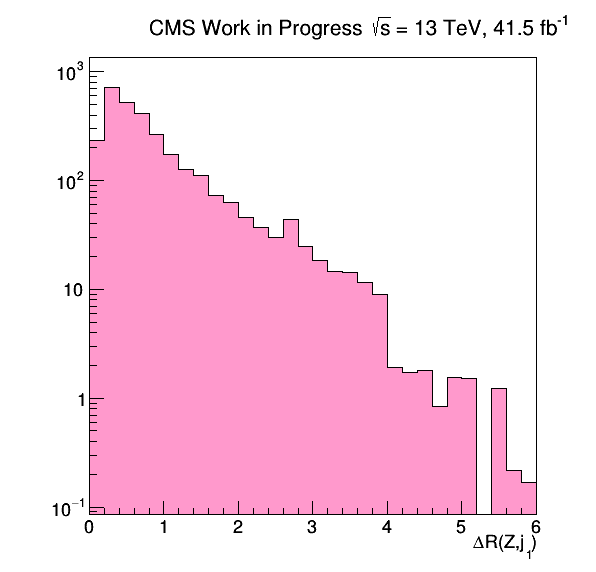 CMS Work in Progress √s = 13 TeV, 41.5 fb⁻¹
10³
10²
10
1
10⁻¹
0 1 2 3 4 5 6
ΔR(Z,j₁)